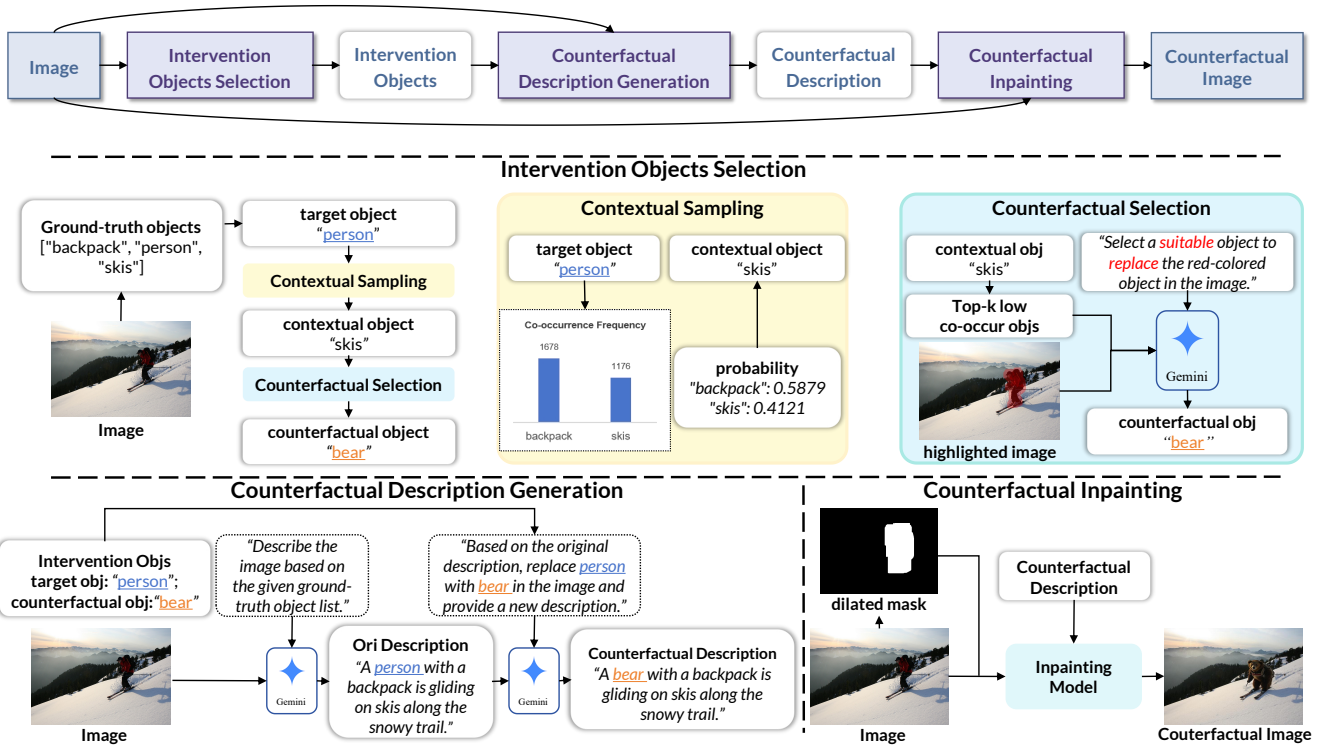 Image
Intervention
Objects Selection
Intervention
Objects
Counterfactual
Description Generation
Counterfactual
Description
Counterfactual
Inpainting
Counterfactual
Image
Intervention Objects Selection
Ground-truth objects
["backpack", "person",
"skis"]
Image
target object
“person”
Contextual Sampling
contextual object
“skis”
Counterfactual Selection
counterfactual object
“bear”
Contextual Sampling
target object
“person”
contextual object
“skis”
Co-occurrence Frequency
1678
1176
backpack
skis
probability
"backpack": 0.5879
"skis": 0.4121
Counterfactual Selection
contextual obj
“skis”
“Select a suitable object to
replace the red-colored
object in the image.”
Top-k low
co-occur objs
highlighted image
Gemini
counterfactual obj
“bear”
Counterfactual Description Generation
Intervention Objs
target obj: “person”;
counterfactual obj:“bear”
“Describe the
image based on
the given ground-
truth object list.”
“Based on the original
description, replace person
with bear in the image and
provide a new description.”
Image
Gemini
Ori Description
“A person with a
backpack is gliding
on skis along the
snowy trail.”
Gemini
Counterfactual Description
“A bear with a backpack is
gliding on skis along the
snowy trail.”
Counterfactual Inpainting
dilated mask
Counterfactual
Description
Image
Inpainting
Model
Couterfactual Image